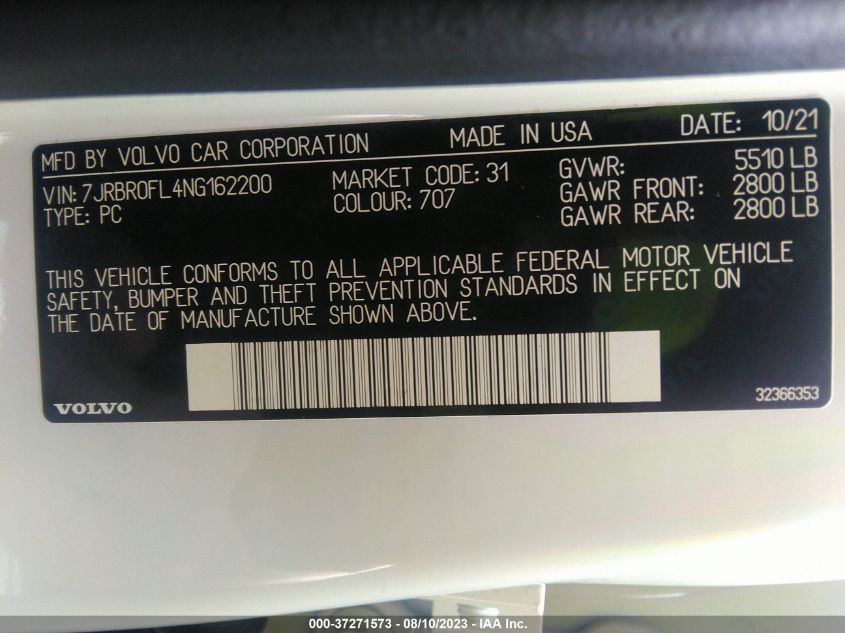 MFD BY VOLVO CAR CORPORATION MADE IN USA DATE: 10/21
VIN: 7JRBR0FL4NG162200 MARKET CODE: 31 GVWR: 5510 LB
TYPE: PC COLOUR: 707 GAWR FRONT: 2800 LB
GAWR REAR: 2800 LB
THIS VEHICLE CONFORMS TO ALL APPLICABLE FEDERAL MOTOR VEHICLE
SAFETY, BUMPER AND THEFT PREVENTION STANDARDS IN EFFECT ON
THE DATE OF MANUFACTURE SHOWN ABOVE.
VOLVO 32366353
000-37271573 - 08/10/2023 - IAA Inc.